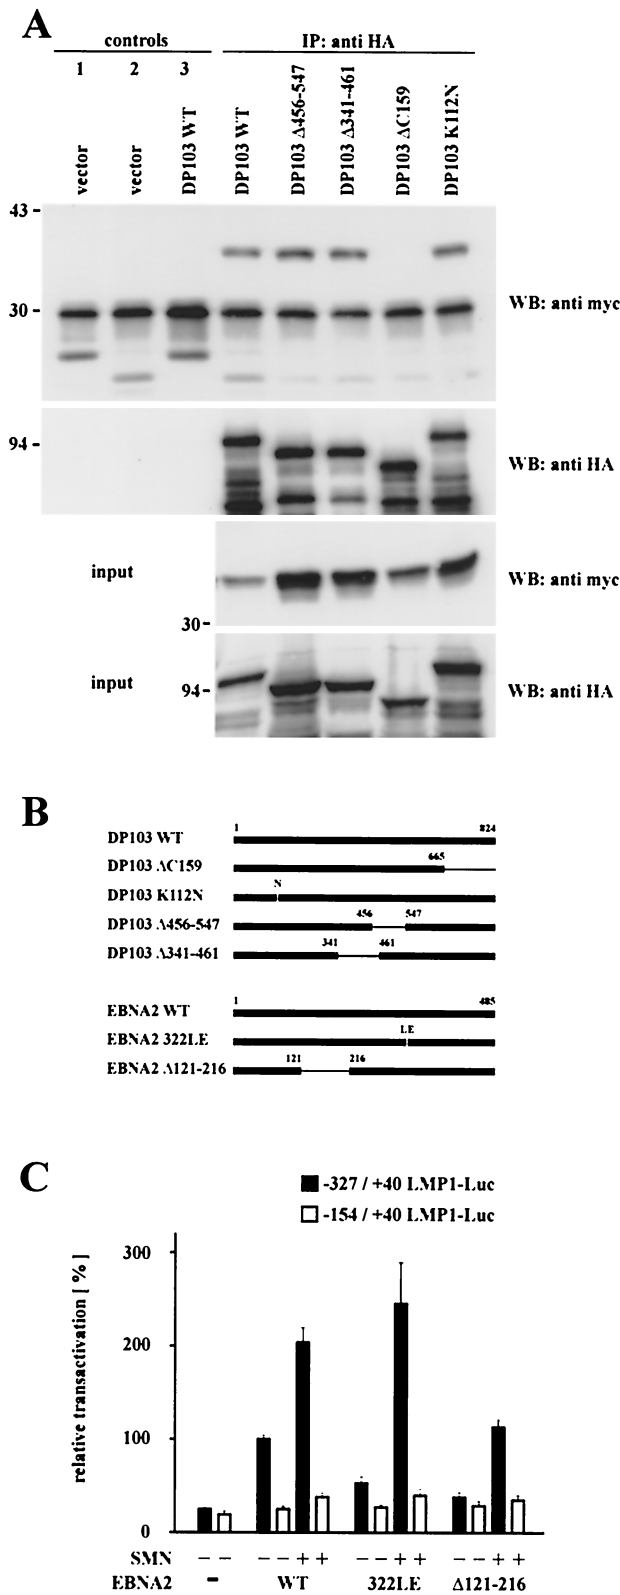 A
controls
IP: anti HA
1 2 3
vector
vector
DP103 WT
DP103 WT
DP103 Δ456-547
DP103 Δ341-461
DP103 ΔC159
DP103 K112N
43 -
30 -
WB: anti myc
94 -
WB: anti HA
input
WB: anti myc
30 -
input
94 -
WB: anti HA
B
1 824
DP103 WT
665
DP103 ΔC159
N
DP103 K112N
456 547
DP103 Δ456-547
341 461
DP103 Δ341-461
1 485
EBNA2 WT
LE
EBNA2 322LE
121 216
EBNA2 Δ121-216
C
-327 / +40 LMP1-Luc
-154 / +40 LMP1-Luc
relative transactivation [ % ]
300
200
100
0
SMN − − − − + + − − + + − − + +
EBNA2 - WT 322LE Δ121-216